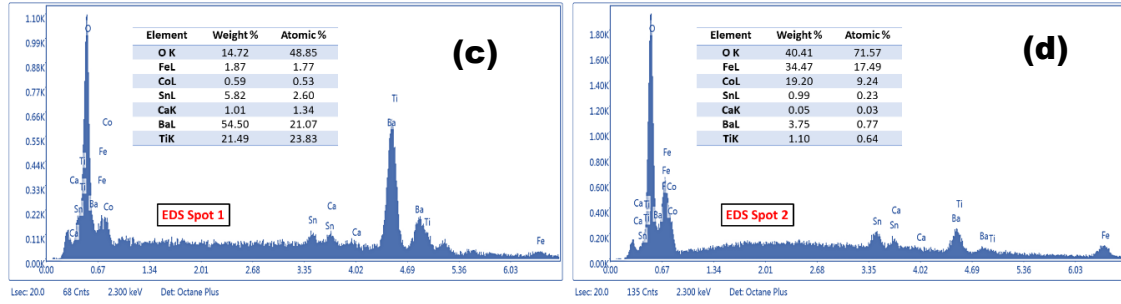 (c)
1.10K
0.99K
0.88K
0.77K
0.66K
0.55K
0.44K
0.33K
0.22K
0.11K
0.00K
O
Co
Fe
Ti
Ca
Fe
Ti
Sn
Ba
Co
Ca
Element Weight % Atomic %
O K 14.72 48.85
FeL 1.87 1.77
CoL 0.59 0.53
SnL 5.82 2.60
CaK 1.01 1.34
BaL 54.50 21.07
TiK 21.49 23.83
EDS Spot 1
Ti
Ba
Ca
Sn
Sn
Ca
Ba
Ti
Fe
0.00 0.67 1.34 2.01 2.68 3.35 4.02 4.69 5.36 6.03
Lsec: 20.0 68 Cnts 2.300 keV Det: Octane Plus
(d)
1.80K
1.60K
1.40K
1.20K
1.00K
0.80K
0.60K
0.40K
0.20K
0.00K
O
Fe
Fe
F Co
Ca
Ti
Ca
Ti
Ba
Co
Sn
Element Weight % Atomic %
O K 40.41 71.57
FeL 34.47 17.49
CoL 19.20 9.24
SnL 0.99 0.23
CaK 0.05 0.03
BaL 3.75 0.77
TiK 1.10 0.64
EDS Spot 2
Ca
Sn
Sn
Ca
Ti
Ba
Ba Ti
Fe
0.00 0.67 1.34 2.01 2.68 3.35 4.02 4.69 5.36 6.03
Lsec: 20.0 135 Cnts 2.300 keV Det: Octane Plus